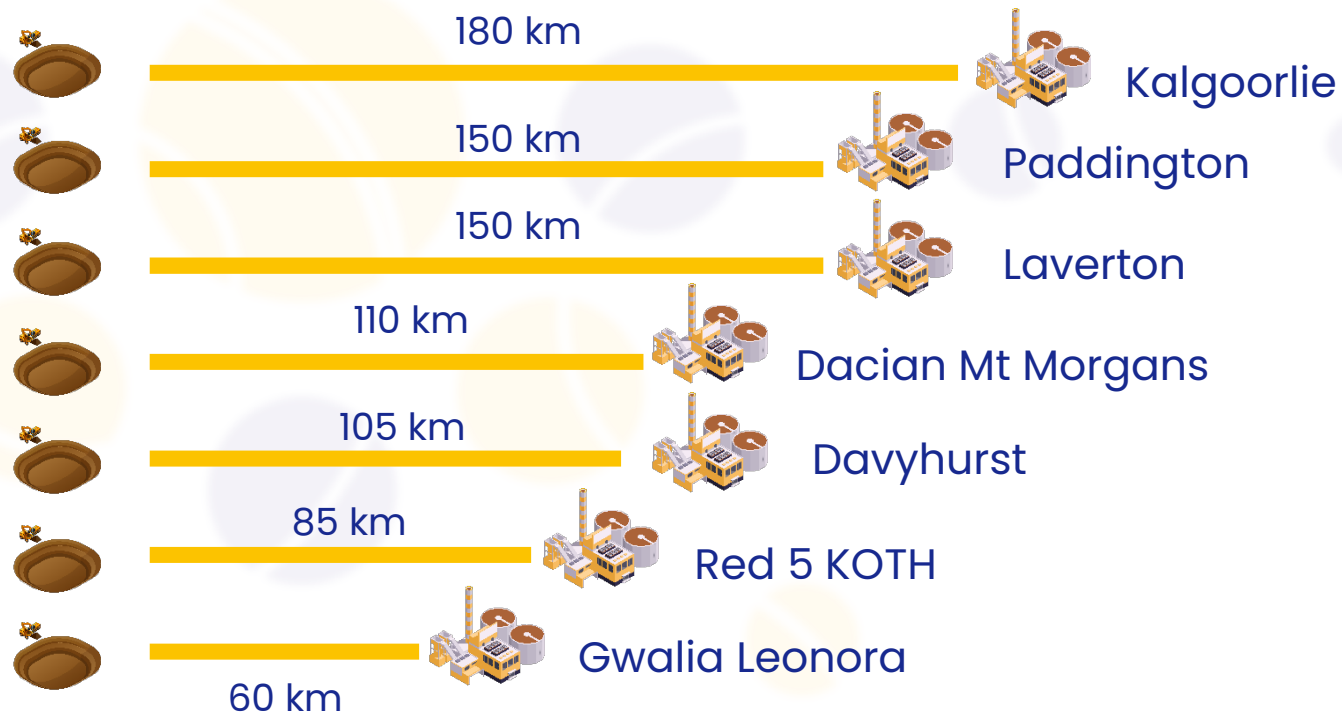 180 km
Kalgoorlie
150 km
Paddington
150 km
Laverton
110 km
Dacian Mt Morgans
105 km
Davyhurst
85 km
Red 5 KOTH
Gwalia Leonora
60 km